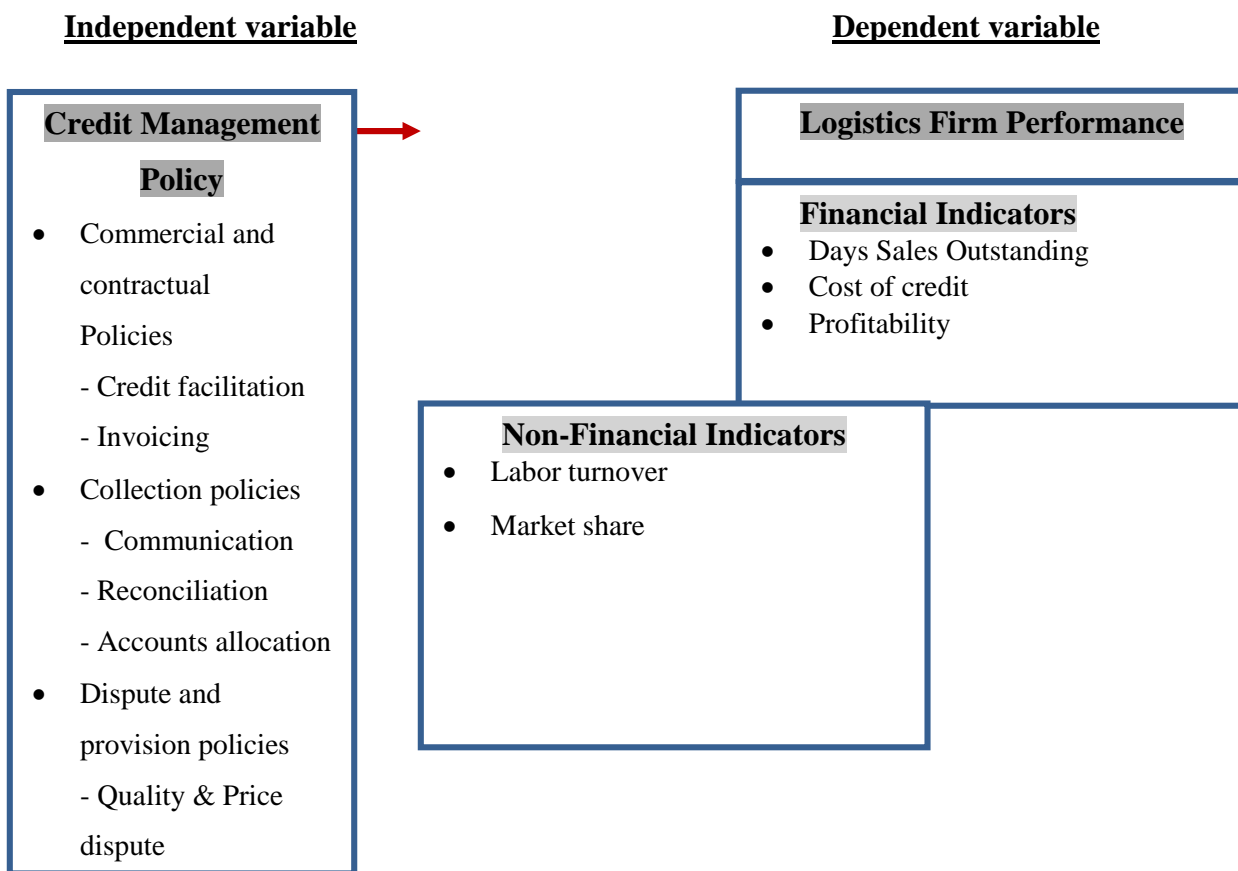 Independent variable
Dependent variable
Credit Management
Policy
• Commercial and
contractual
Policies
- Credit facilitation
- Invoicing
• Collection policies
- Communication
- Reconciliation
- Accounts allocation
• Dispute and
provision policies
- Quality & Price
dispute
Logistics Firm Performance
Financial Indicators
• Days Sales Outstanding
• Cost of credit
• Profitability
Non-Financial Indicators
• Labor turnover
• Market share